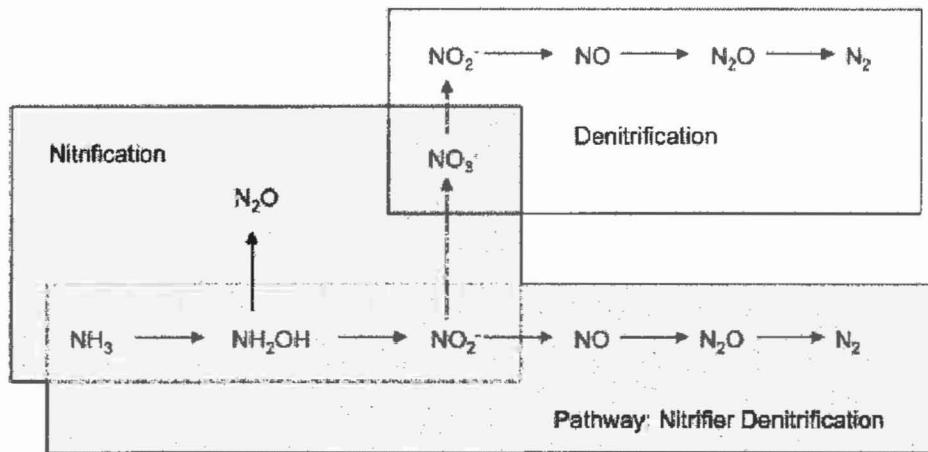 NO₂⁻ NO N₂O N₂
Nitrification
Denitrification
NO₃⁻
N₂O
NH₃ NH₂OH NO₂⁻ NO N₂O N₂
Pathway: Nitrifier Denitrification